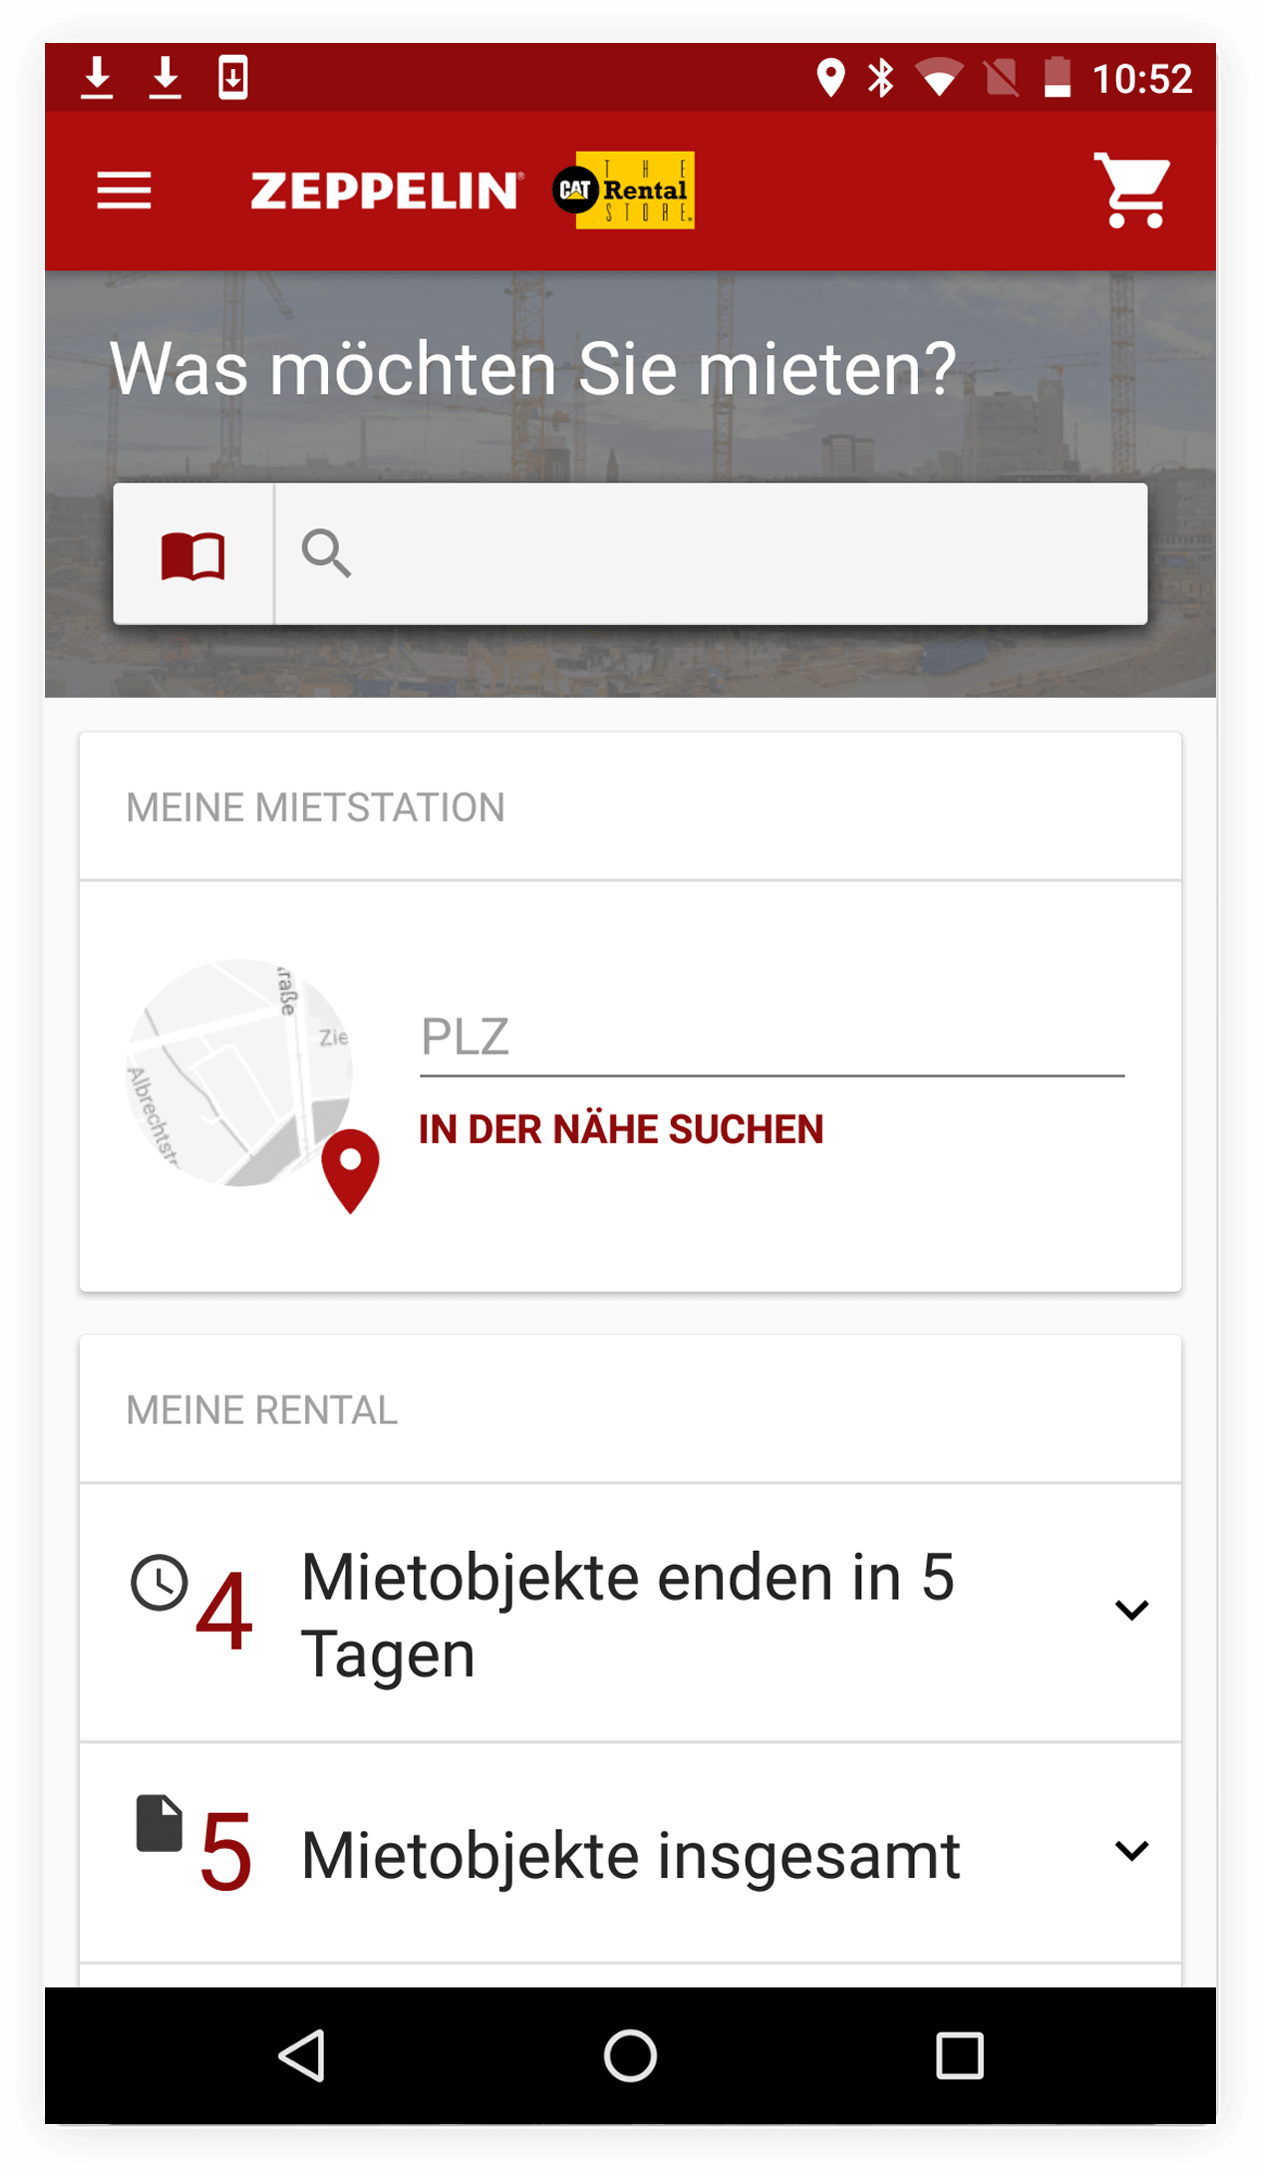 10:52
ZEPPELIN®
CAT
THE
Rental
STORE.
Was möchten Sie mieten?
MEINE MIETSTATION
raße
Zie
Albrechtstr
PLZ
IN DER NÄHE SUCHEN
MEINE RENTAL
4
Mietobjekte enden in 5
Tagen
5
Mietobjekte insgesamt